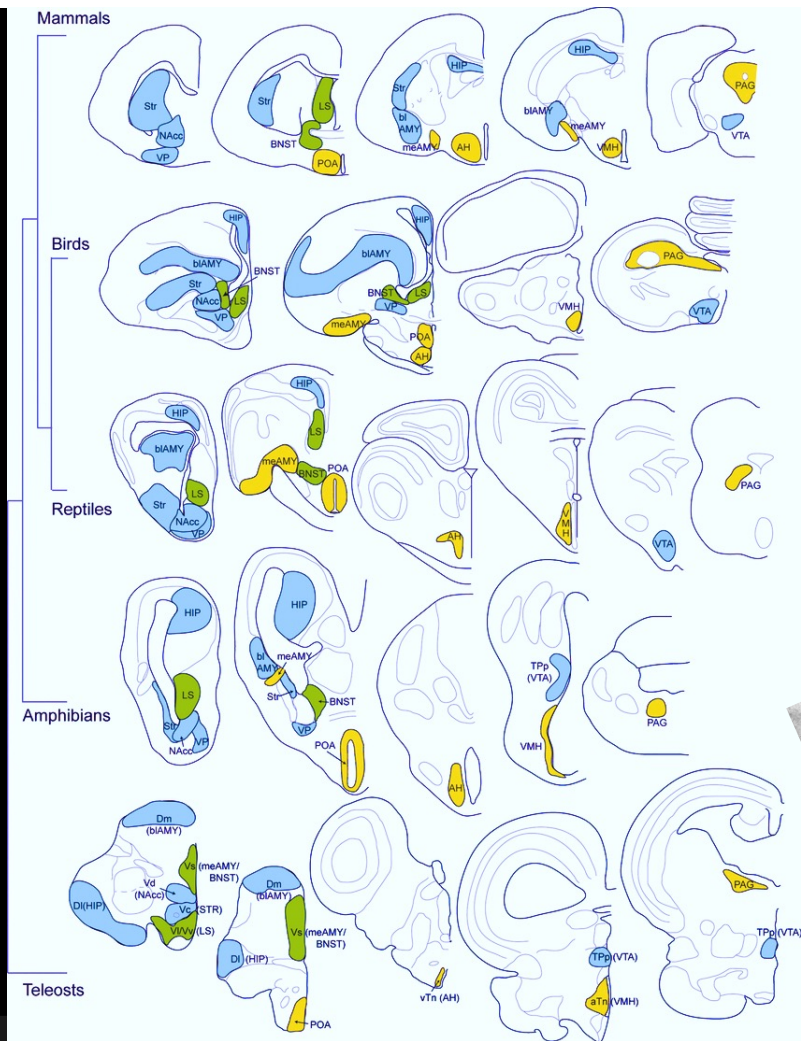 Mammals
Str
NAcc
VP
Str
LS
BNST
POA
Str
HIP
bl
AMY
meAMY
AH
HIP
blAMY
meAMY
VMH
PAG
VTA
Birds
HIP
blAMY
BNST
Str
NAcc
LS
VP
HIP
blAMY
BNST
LS
VP
meAMY
POA
AH
VMH
PAG
VTA
Reptiles
HIP
blAMY
LS
Str
NAcc
VP
HIP
LS
meAMY
BNST
POA
AH
V
M
H
VTA
PAG
Amphibians
HIP
LS
Str
NAcc
VP
HIP
bl
AMY
meAMY
Str
BNST
VP
POA
AH
TPp
(VTA)
VMH
PAG
Teleosts
Dm
(blAMY)
Vs (meAMY/
BNST)
Vd
(NAcc)
Dl(HIP)
Vc (STR)
Vl/Vv (LS)
Dm
(blAMY)
Vs (meAMY/
BNST)
Dl (HIP)
POA
vTn (AH)
TPp (VTA)
aTn (VMH)
PAG
TPp (VTA)